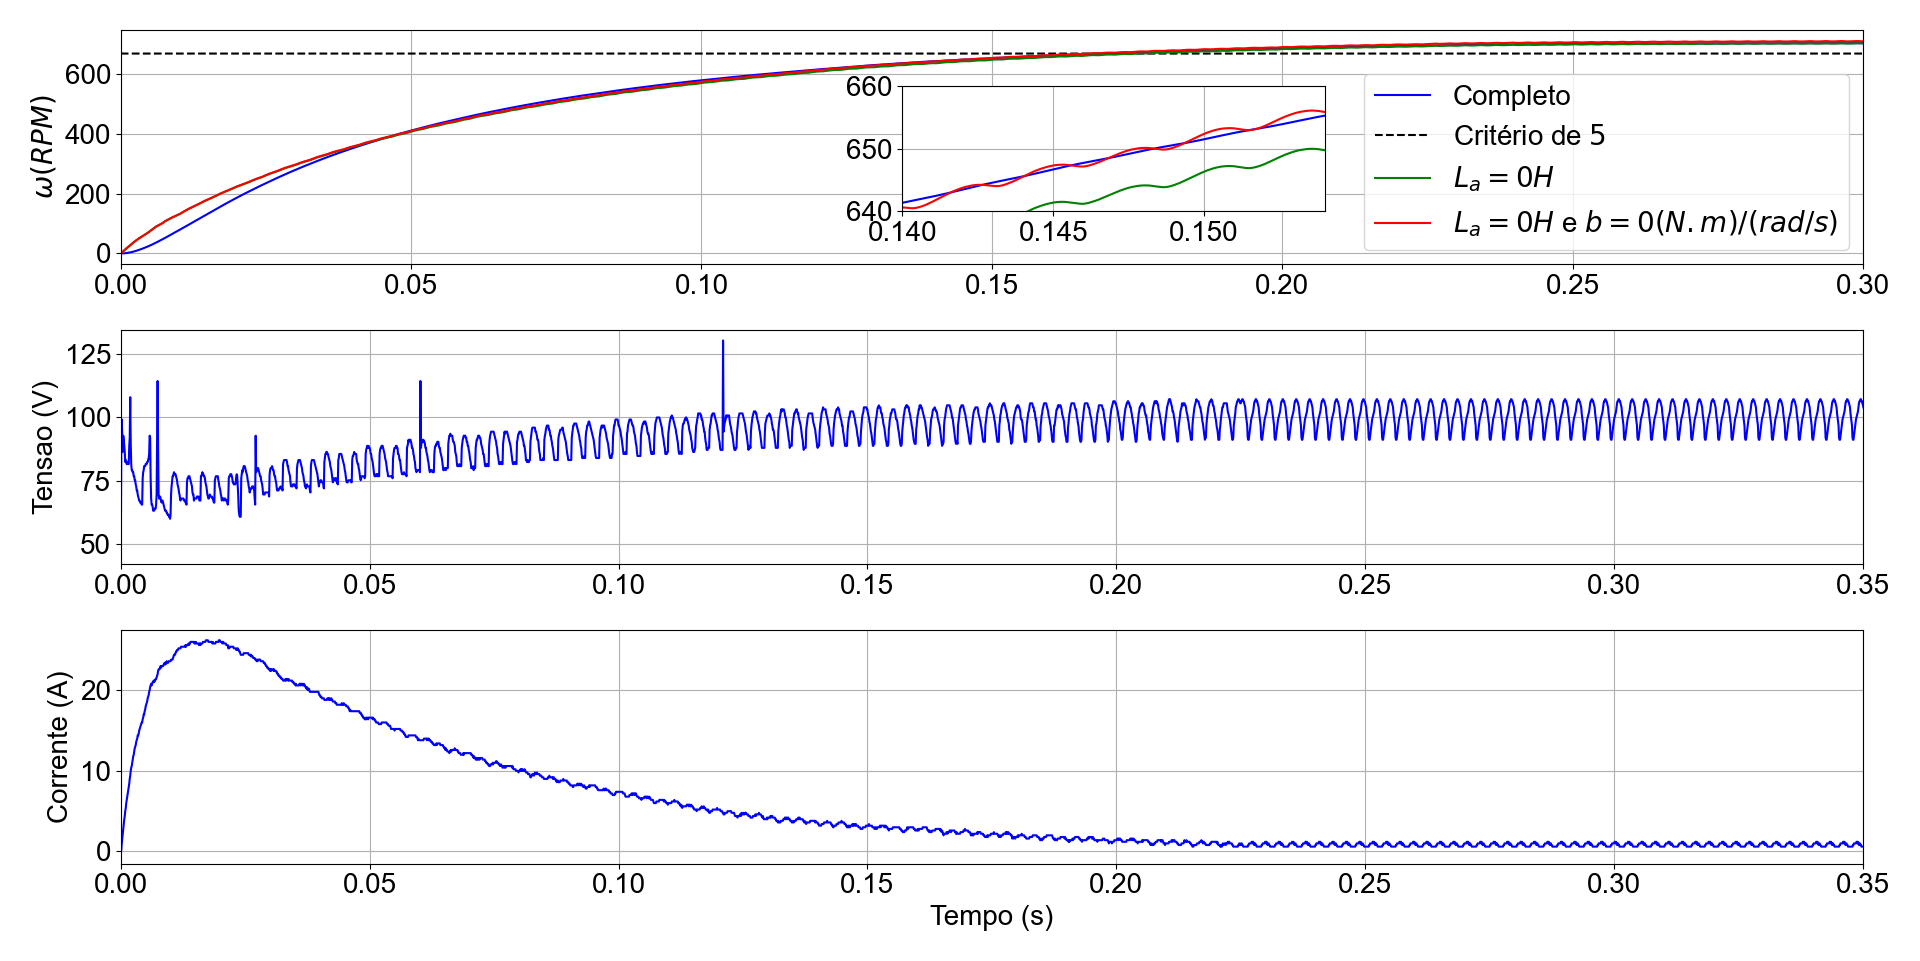 ω(RPM)
600
400
200
0
0.00 0.05 0.10 0.15 0.20 0.25 0.30
660
650
640
0.140 0.145 0.150
Completo
Critério de 5
Lₐ = 0H
Lₐ = 0H e b = 0(N.m)/(rad/s)
Tensao (V)
125
100
75
50
0.00 0.05 0.10 0.15 0.20 0.25 0.30 0.35
Corrente (A)
20
10
0
0.00 0.05 0.10 0.15 0.20 0.25 0.30 0.35
Tempo (s)